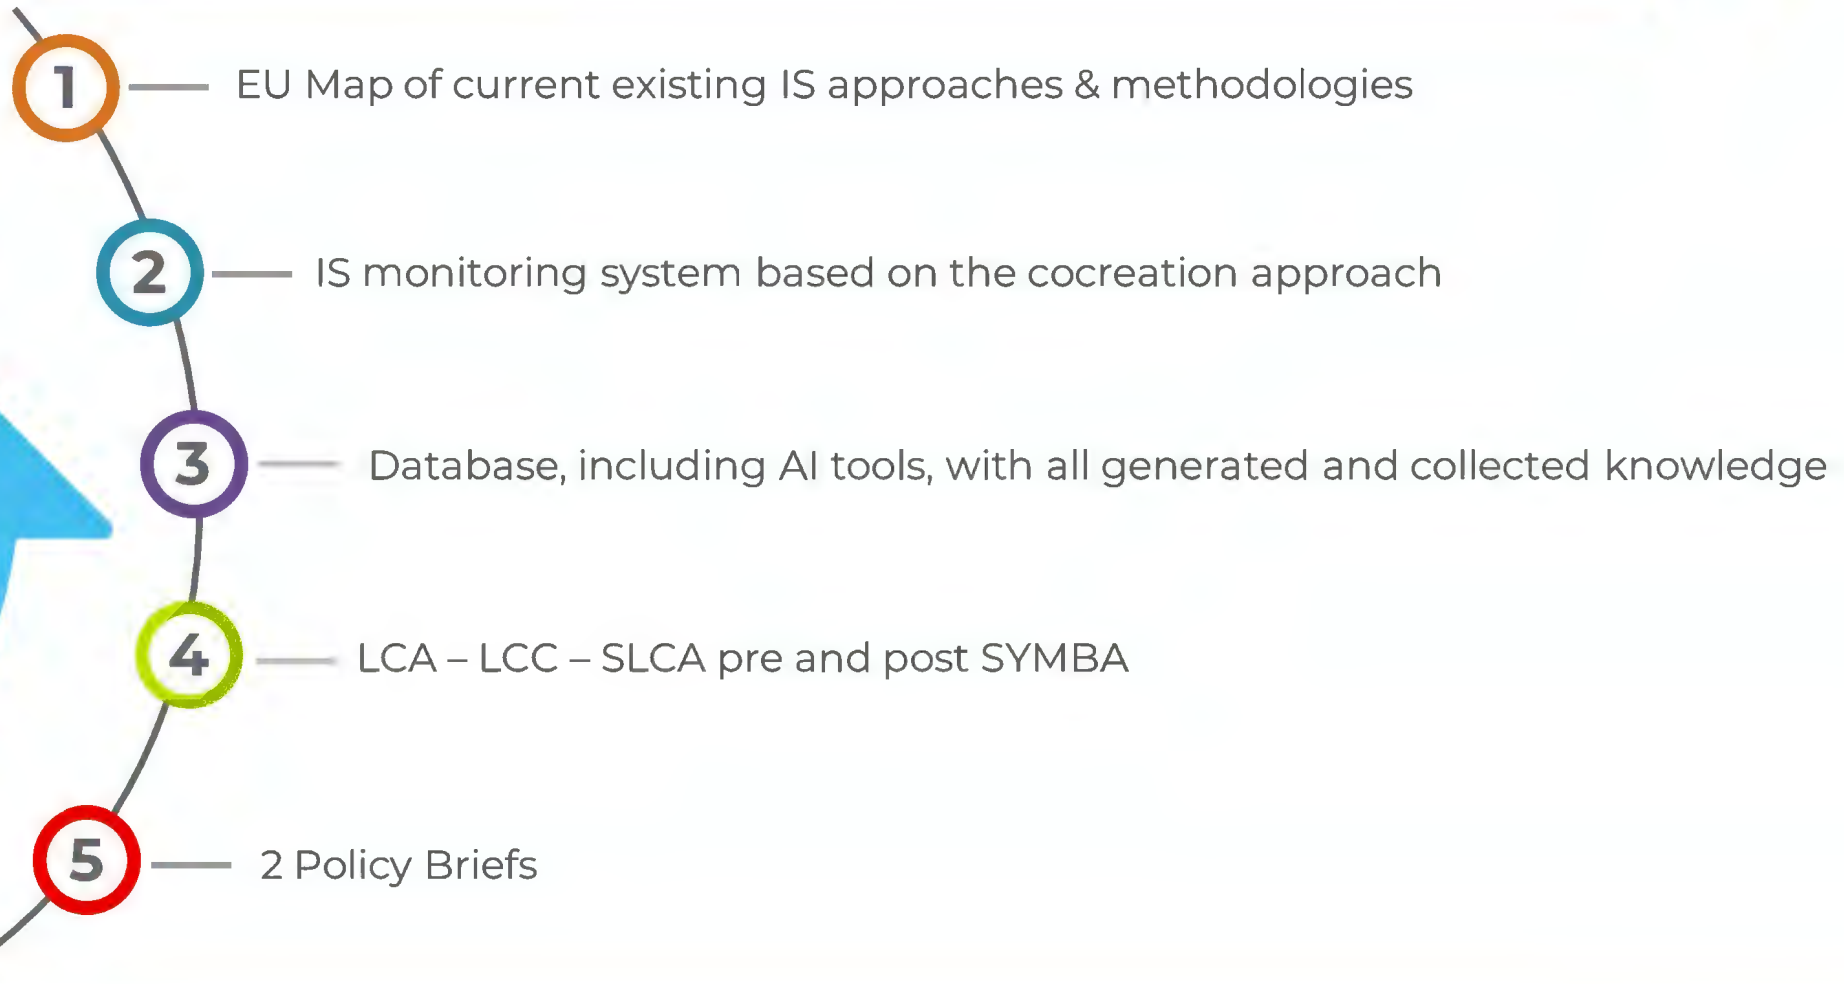 1 EU Map of current existing IS approaches & methodologies
2 IS monitoring system based on the cocreation approach
3 Database, including AI tools, with all generated and collected knowledge
4 LCA – LCC – SLCA pre and post SYMBA
5 2 Policy Briefs